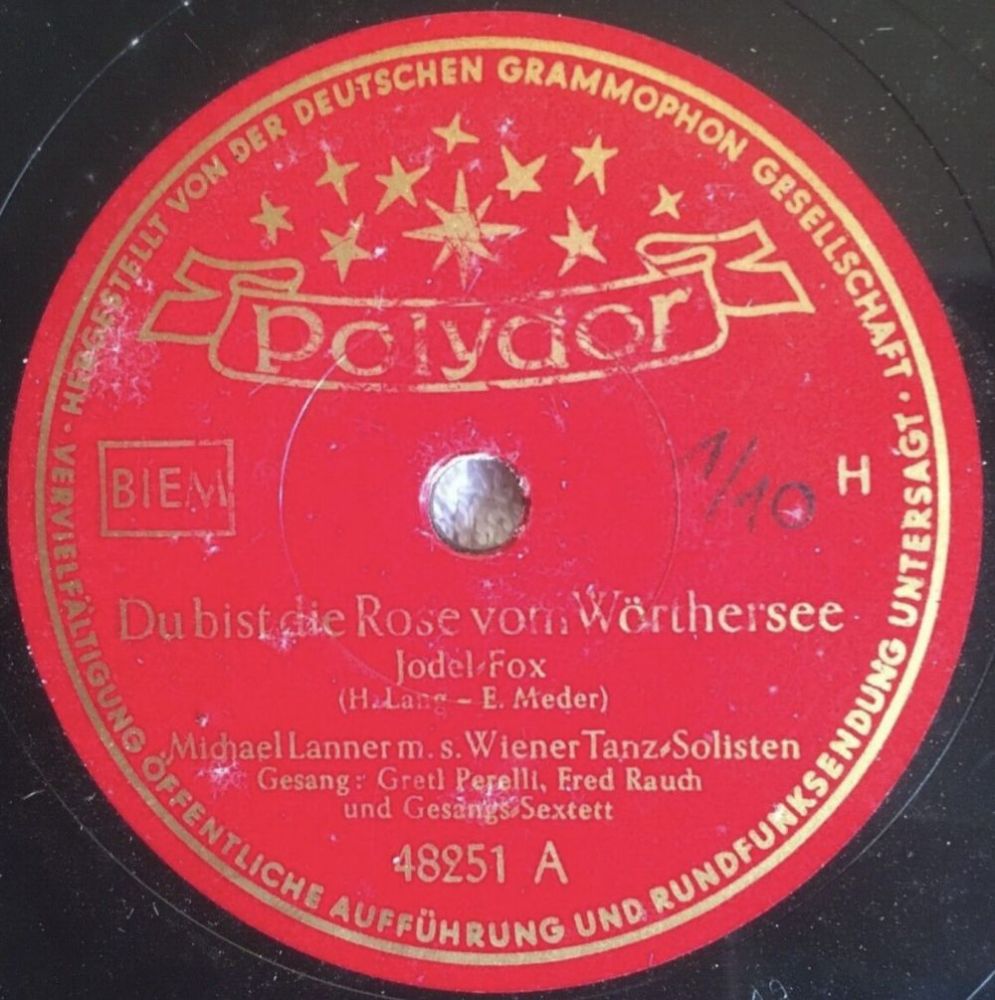 HERGESTELLT VON DER DEUTSCHEN GRAMMOPHON GESELLSCHAFT · VERVIELFÄLTIGUNG ÖFFENTLICHE AUFFÜHRUNG UND RUNDFUNKSENDUNG UNTERSAGT ·
polydor
BIEM
1/10
H
Du bist die Rose vom Wörthersee
Jodel-Fox
(H. Lang – E. Meder)
Michael Lanner m. s. Wiener Tanz-Solisten
Gesang: Gretl Perelli, Fred Rauch
und Gesangs-Sextett
48251 A